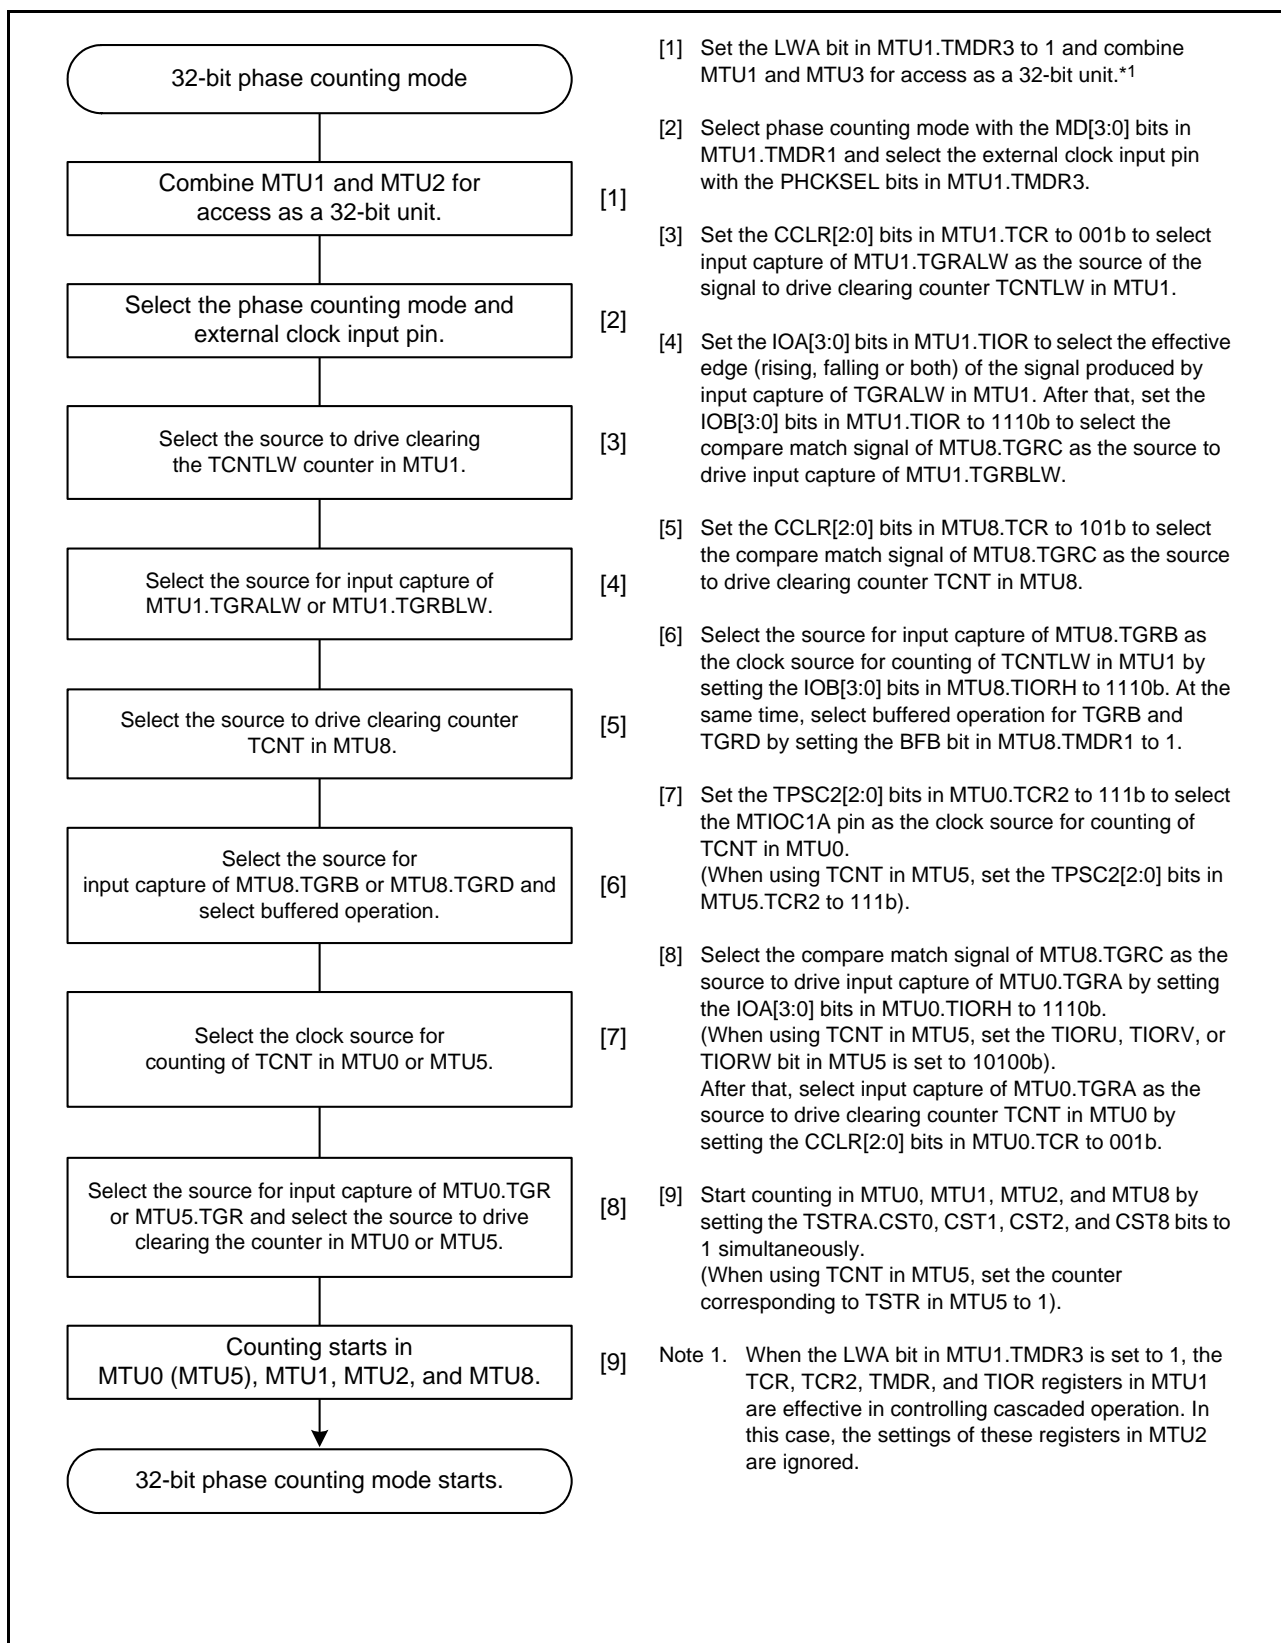 32-bit phase counting mode
Combine MTU1 and MTU2 for
access as a 32-bit unit.
[1]
Select the phase counting mode and
external clock input pin.
[2]
Select the source to drive clearing
the TCNTLW counter in MTU1.
[3]
Select the source for input capture of
MTU1.TGRALW or MTU1.TGRBLW.
[4]
Select the source to drive clearing counter
TCNT in MTU8.
[5]
Select the source for
input capture of MTU8.TGRB or MTU8.TGRD and
select buffered operation.
[6]
Select the clock source for
counting of TCNT in MTU0 or MTU5.
[7]
Select the source for input capture of MTU0.TGR
or MTU5.TGR and select the source to drive
clearing the counter in MTU0 or MTU5.
[8]
Counting starts in
MTU0 (MTU5), MTU1, MTU2, and MTU8.
[9]
32-bit phase counting mode starts.
[1] Set the LWA bit in MTU1.TMDR3 to 1 and combine
MTU1 and MTU3 for access as a 32-bit unit.*1
[2] Select phase counting mode with the MD[3:0] bits in
MTU1.TMDR1 and select the external clock input pin
with the PHCKSEL bits in MTU1.TMDR3.
[3] Set the CCLR[2:0] bits in MTU1.TCR to 001b to select
input capture of MTU1.TGRALW as the source of the
signal to drive clearing counter TCNTLW in MTU1.
[4] Set the IOA[3:0] bits in MTU1.TIOR to select the effective
edge (rising, falling or both) of the signal produced by
input capture of TGRALW in MTU1. After that, set the
IOB[3:0] bits in MTU1.TIOR to 1110b to select the
compare match signal of MTU8.TGRC as the source to
drive input capture of MTU1.TGRBLW.
[5] Set the CCLR[2:0] bits in MTU8.TCR to 101b to select
the compare match signal of MTU8.TGRC as the source
to drive clearing counter TCNT in MTU8.
[6] Select the source for input capture of MTU8.TGRB as
the clock source for counting of TCNTLW in MTU1 by
setting the IOB[3:0] bits in MTU8.TIORH to 1110b. At the
same time, select buffered operation for TGRB and
TGRD by setting the BFB bit in MTU8.TMDR1 to 1.
[7] Set the TPSC2[2:0] bits in MTU0.TCR2 to 111b to select
the MTIOC1A pin as the clock source for counting of
TCNT in MTU0.
(When using TCNT in MTU5, set the TPSC2[2:0] bits in
MTU5.TCR2 to 111b).
[8] Select the compare match signal of MTU8.TGRC as the
source to drive input capture of MTU0.TGRA by setting
the IOA[3:0] bits in MTU0.TIORH to 1110b.
(When using TCNT in MTU5, set the TIORU, TIORV, or
TIORW bit in MTU5 is set to 10100b).
After that, select input capture of MTU0.TGRA as the
source to drive clearing counter TCNT in MTU0 by
setting the CCLR[2:0] bits in MTU0.TCR to 001b.
[9] Start counting in MTU0, MTU1, MTU2, and MTU8 by
setting the TSTRA.CST0, CST1, CST2, and CST8 bits to
1 simultaneously.
(When using TCNT in MTU5, set the counter
corresponding to TSTR in MTU5 to 1).
Note 1. When the LWA bit in MTU1.TMDR3 is set to 1, the
TCR, TCR2, TMDR, and TIOR registers in MTU1
are effective in controlling cascaded operation. In
this case, the settings of these registers in MTU2
are ignored.